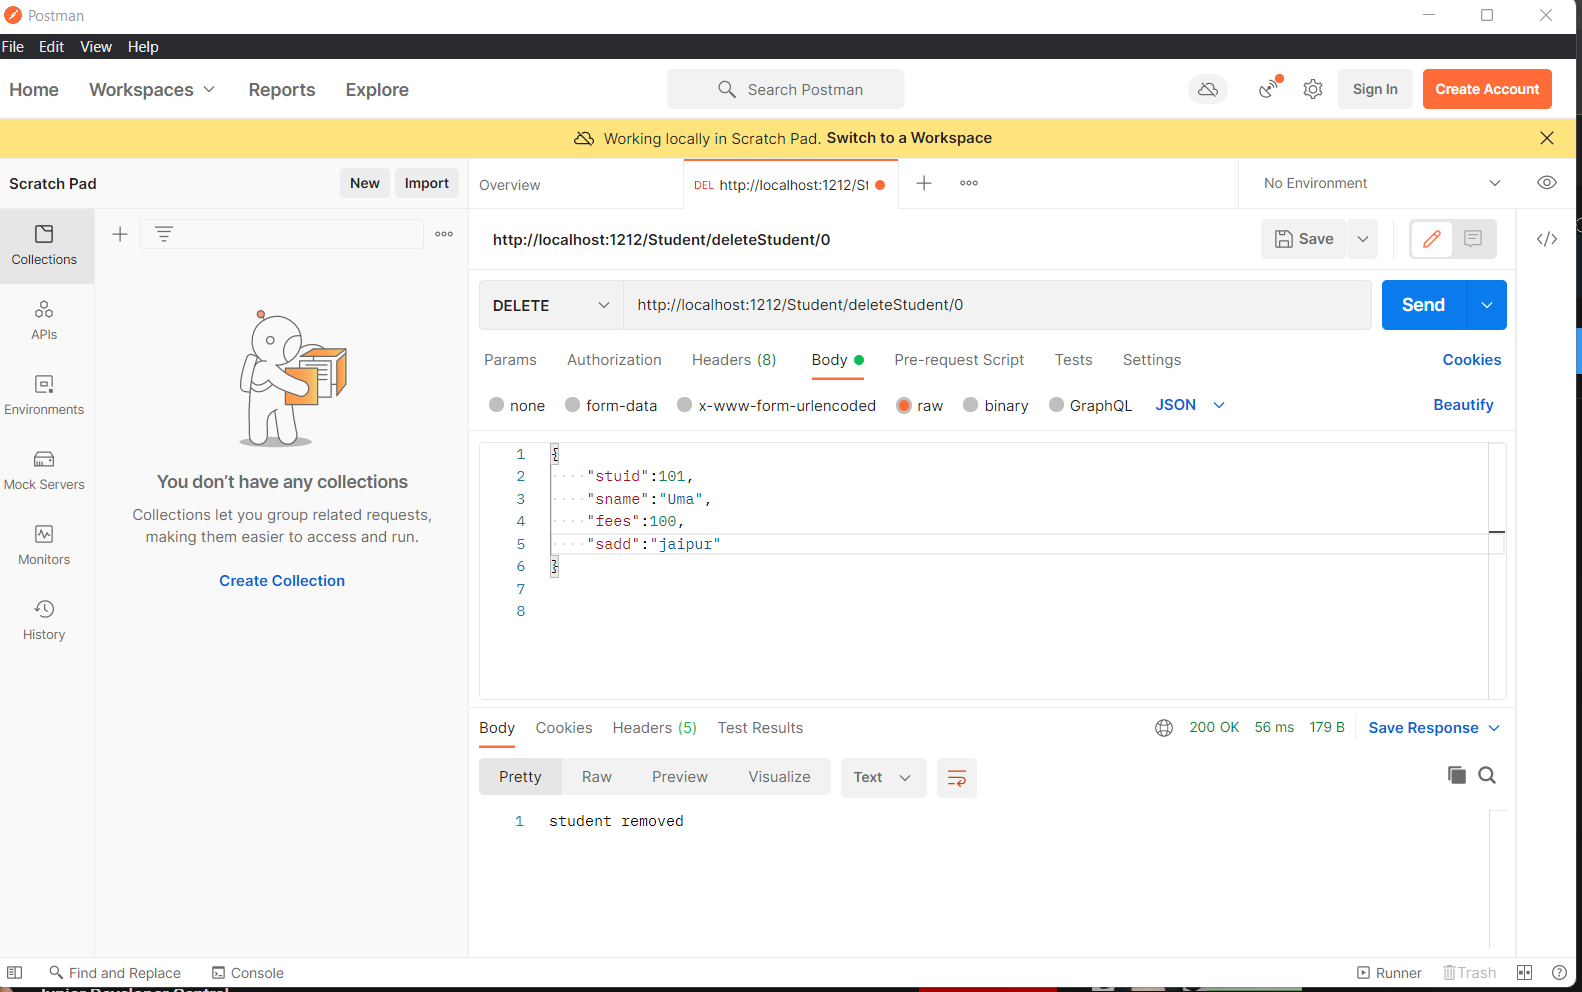 Postman
File Edit View Help
Home Workspaces Reports Explore Search Postman Sign In Create Account
Working locally in Scratch Pad. Switch to a Workspace
Scratch Pad New Import Overview DEL http://localhost:1212/St No Environment
http://localhost:1212/Student/deleteStudent/0 Save
Collections
DELETE http://localhost:1212/Student/deleteStudent/0 Send
APIs
Params Authorization Headers (8) Body Pre-request Script Tests Settings Cookies
Environments
none form-data x-www-form-urlencoded raw binary GraphQL JSON Beautify
1 {
2 "stuid":101,
3 "sname":"Uma",
4 "fees":100,
5 "sadd":"jaipur"
6 }
7
8
Mock Servers
Monitors
History
You don't have any collections
Collections let you group related requests,
making them easier to access and run.
Create Collection
Body Cookies Headers (5) Test Results 200 OK 56 ms 179 B Save Response
Pretty Raw Preview Visualize Text
1 student removed
Find and Replace Console Runner Trash